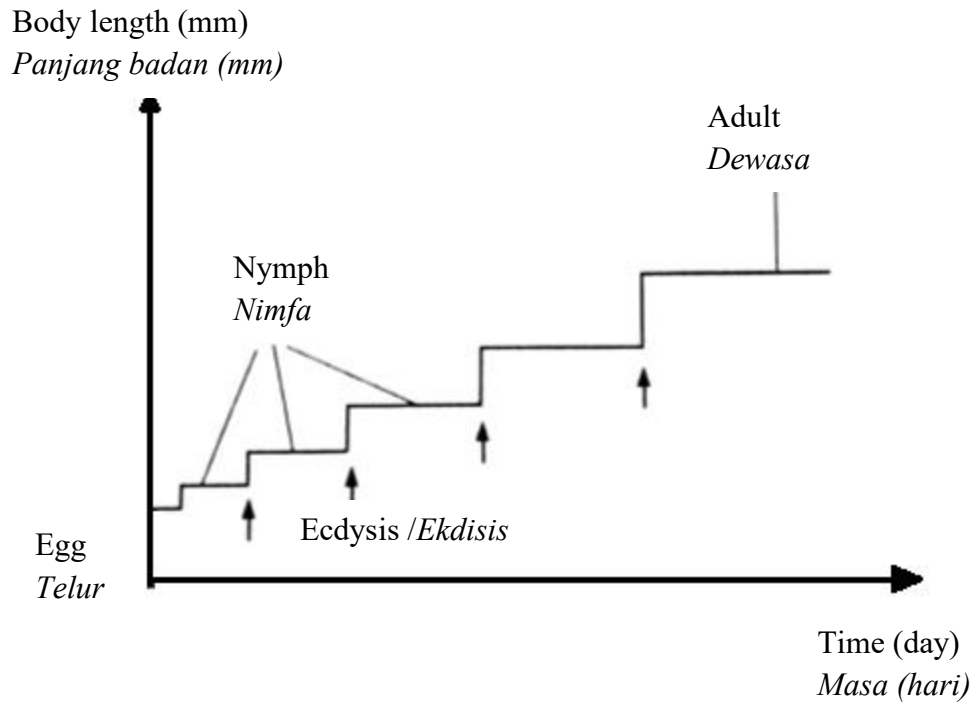 Body length (mm)
Panjang badan (mm)
Adult
Dewasa
Nymph
Nimfa
Ecdysis /Ekdisis
Egg
Telur
Time (day)
Masa (hari)